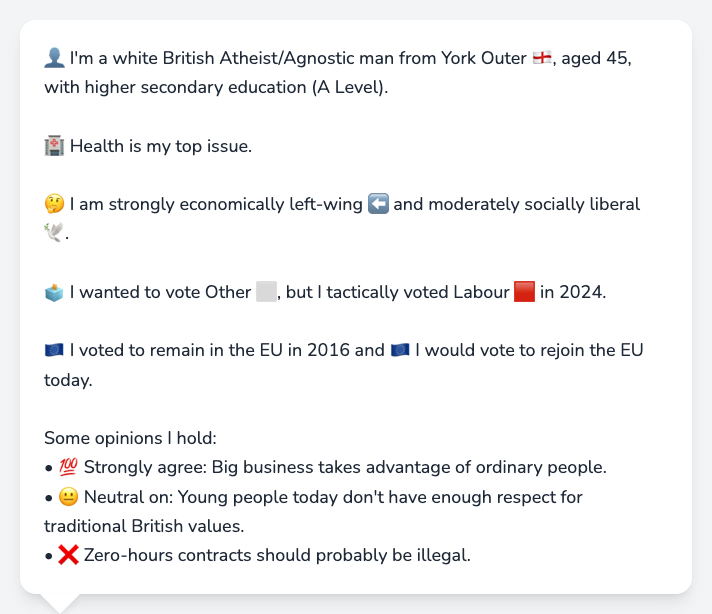 👤 I'm a white British Atheist/Agnostic man from York Outer 🏴󠁧󠁢󠁥󠁮󠁧󠁿, aged 45,
with higher secondary education (A Level).
🏥 Health is my top issue.
🤔 I am strongly economically left-wing ⬅️ and moderately socially liberal
🕊️.
🗳️ I wanted to vote Other ⬜, but I tactically voted Labour 🟥 in 2024.
🇪🇺 I voted to remain in the EU in 2016 and 🇪🇺 I would vote to rejoin the EU
today.
Some opinions I hold:
• 💯 Strongly agree: Big business takes advantage of ordinary people.
• 😐 Neutral on: Young people today don't have enough respect for
traditional British values.
• ❌ Zero-hours contracts should probably be illegal.